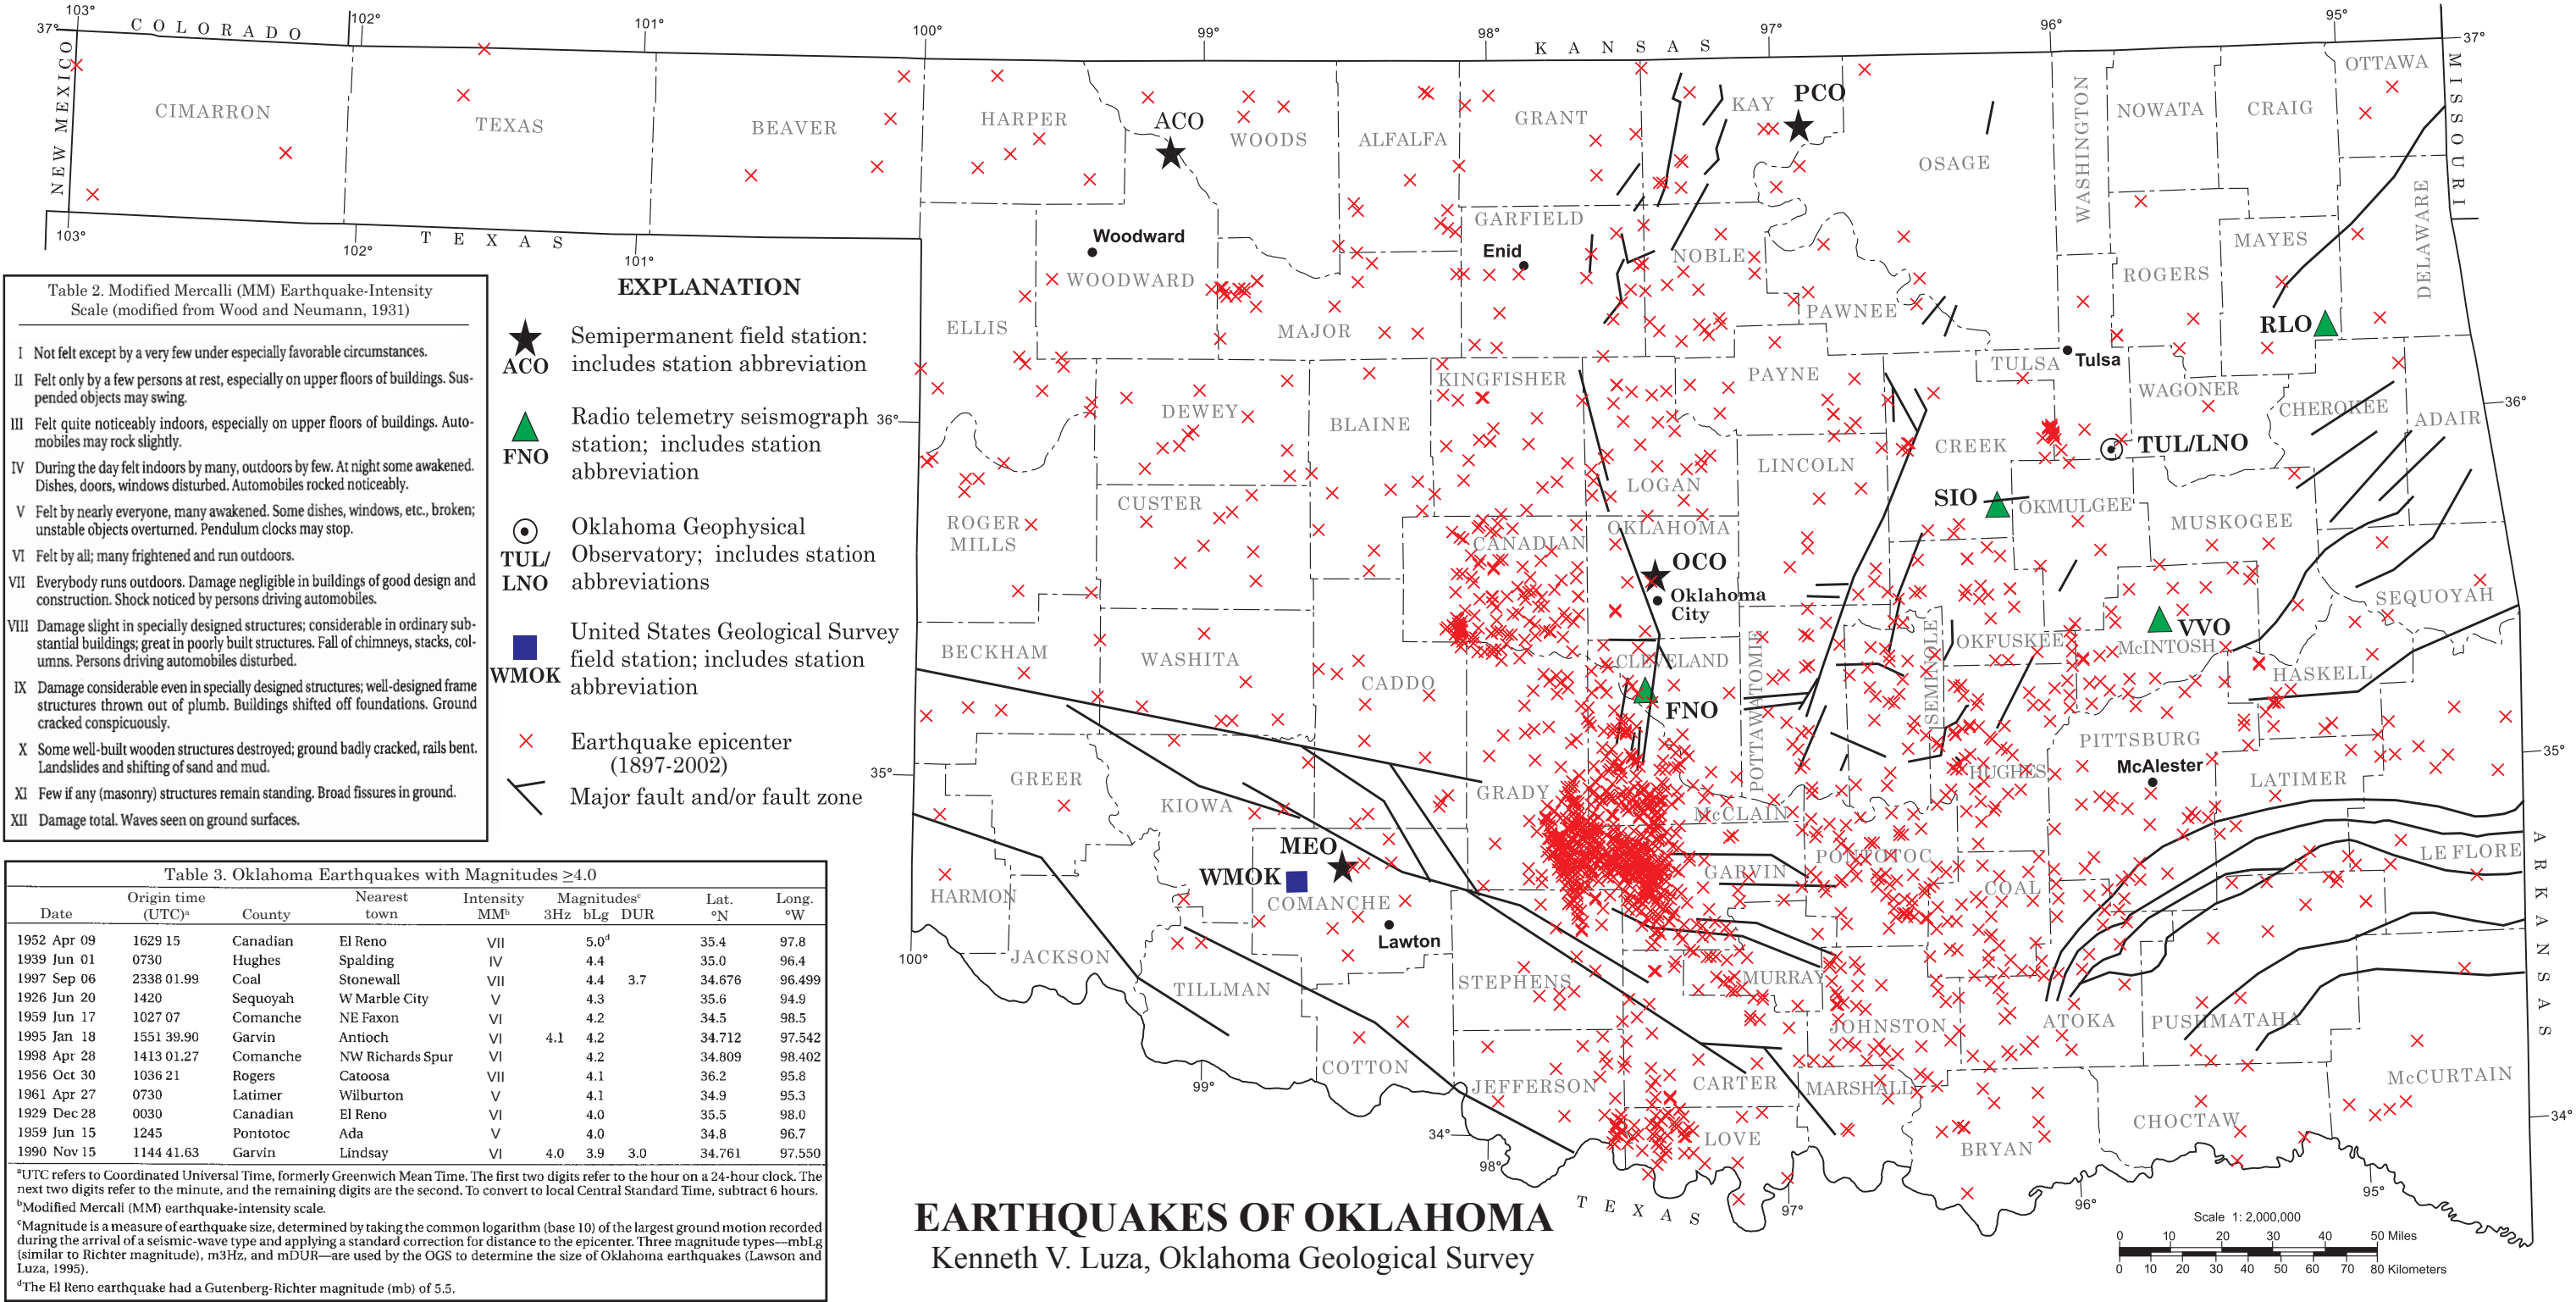 103°
102°
101°
100°
99°
98°
97°
96°
95°
37°
COLORADO
KANSAS
37°
NEW MEXICO
MISSOURI
CIMARRON
TEXAS
BEAVER
HARPER
WOODS
ALFALFA
GRANT
KAY
OSAGE
WASHINGTON
NOWATA
CRAIG
OTTAWA
ACO
PCO
103°
102°
101°
TEXAS
Woodward
WOODWARD
ELLIS
MAJOR
GARFIELD
Enid
NOBLE
PAWNEE
ROGERS
MAYES
DELAWARE
RLO
Table 2. Modified Mercalli (MM) Earthquake-Intensity
Scale (modified from Wood and Neumann, 1931)
I Not felt except by a very few under especially favorable circumstances.
II Felt only by a few persons at rest, especially on upper floors of buildings. Sus-
pended objects may swing.
III Felt quite noticeably indoors, especially on upper floors of buildings. Auto-
mobiles may rock slightly.
IV During the day felt indoors by many, outdoors by few. At night some awakened.
Dishes, doors, windows disturbed. Automobiles rocked noticeably.
V Felt by nearly everyone, many awakened. Some dishes, windows, etc., broken;
unstable objects overturned. Pendulum clocks may stop.
VI Felt by all; many frightened and run outdoors.
VII Everybody runs outdoors. Damage negligible in buildings of good design and
construction. Shock noticed by persons driving automobiles.
VIII Damage slight in specially designed structures; considerable in ordinary sub-
stantial buildings; great in poorly built structures. Fall of chimneys, stacks, col-
umns. Persons driving automobiles disturbed.
IX Damage considerable even in specially designed structures; well-designed frame
structures thrown out of plumb. Buildings shifted off foundations. Ground
cracked conspicuously.
X Some well-built wooden structures destroyed; ground badly cracked, rails bent.
Landslides and shifting of sand and mud.
XI Few if any (masonry) structures remain standing. Broad fissures in ground.
XII Damage total. Waves seen on ground surfaces.
EXPLANATION
ACO
Semipermanent field station:
includes station abbreviation
FNO
Radio telemetry seismograph
station; includes station
abbreviation
TUL/
LNO
Oklahoma Geophysical
Observatory; includes station
abbreviations
WMOK
United States Geological Survey
field station; includes station
abbreviation
Earthquake epicenter
(1897-2002)
Major fault and/or fault zone
36°
DEWEY
BLAINE
KINGFISHER
PAYNE
TULSA
Tulsa
WAGONER
CHEROKEE
ADAIR
36°
CREEK
TUL/LNO
LINCOLN
LOGAN
CUSTER
ROGER
MILLS
CANADIAN
OKLAHOMA
SIO
OKMULGEE
MUSKOGEE
OCO
Oklahoma
City
SEQUOYAH
BECKHAM
WASHITA
CADDO
CLEVELAND
POTTAWATOMIE
SEMINOLE
OKFUSKEE
VVO
McINTOSH
HASKELL
FNO
35°
GREER
KIOWA
GRADY
McCLAIN
HUGHES
PITTSBURG
McAlester
LATIMER
35°
HARMON
MEO
WMOK
COMANCHE
Lawton
GARVIN
PONTOTOC
COAL
LE FLORE
ARKANSAS
100°
JACKSON
TILLMAN
STEPHENS
MURRAY
JOHNSTON
ATOKA
PUSHMATAHA
99°
COTTON
JEFFERSON
CARTER
MARSHALL
McCURTAIN
34°
98°
LOVE
BRYAN
CHOCTAW
34°
TEXAS
97°
96°
95°
Table 3. Oklahoma Earthquakes with Magnitudes ≥4.0
Date Origin time (UTC)a County Nearest town Intensity MMb Magnitudesc 3Hz bLg DUR Lat. °N Long. °W
1952 Apr 09 1629 15 Canadian El Reno VII 5.0d 35.4 97.8
1939 Jun 01 0730 Hughes Spalding IV 4.4 35.0 96.4
1997 Sep 06 2338 01.99 Coal Stonewall VII 4.4 3.7 34.676 96.499
1926 Jun 20 1420 Sequoyah W Marble City V 4.3 35.6 94.9
1959 Jun 17 1027 07 Comanche NE Faxon VI 4.2 34.5 98.5
1995 Jan 18 1551 39.90 Garvin Antioch VI 4.1 4.2 34.712 97.542
1998 Apr 28 1413 01.27 Comanche NW Richards Spur VI 4.2 34.809 98.402
1956 Oct 30 1036 21 Rogers Catoosa VII 4.1 36.2 95.8
1961 Apr 27 0730 Latimer Wilburton V 4.1 34.9 95.3
1929 Dec 28 0030 Canadian El Reno VI 4.0 35.5 98.0
1959 Jun 15 1245 Pontotoc Ada V 4.0 34.8 96.7
1990 Nov 15 1144 41.63 Garvin Lindsay VI 4.0 3.9 3.0 34.761 97.550
aUTC refers to Coordinated Universal Time, formerly Greenwich Mean Time. The first two digits refer to the hour on a 24-hour clock. The
next two digits refer to the minute, and the remaining digits are the second. To convert to local Central Standard Time, subtract 6 hours.
bModified Mercali (MM) earthquake-intensity scale.
cMagnitude is a measure of earthquake size, determined by taking the common logarithm (base 10) of the largest ground motion recorded
during the arrival of a seismic-wave type and applying a standard correction for distance to the epicenter. Three magnitude types—mbLg
(similar to Richter magnitude), m3Hz, and mDUR—are used by the OGS to determine the size of Oklahoma earthquakes (Lawson and
Luza, 1995).
dThe El Reno earthquake had a Gutenberg-Richter magnitude (mb) of 5.5.
EARTHQUAKES OF OKLAHOMA
Kenneth V. Luza, Oklahoma Geological Survey
Scale 1: 2,000,000
0 10 20 30 40 50 Miles
0 10 20 30 40 50 60 70 80 Kilometers